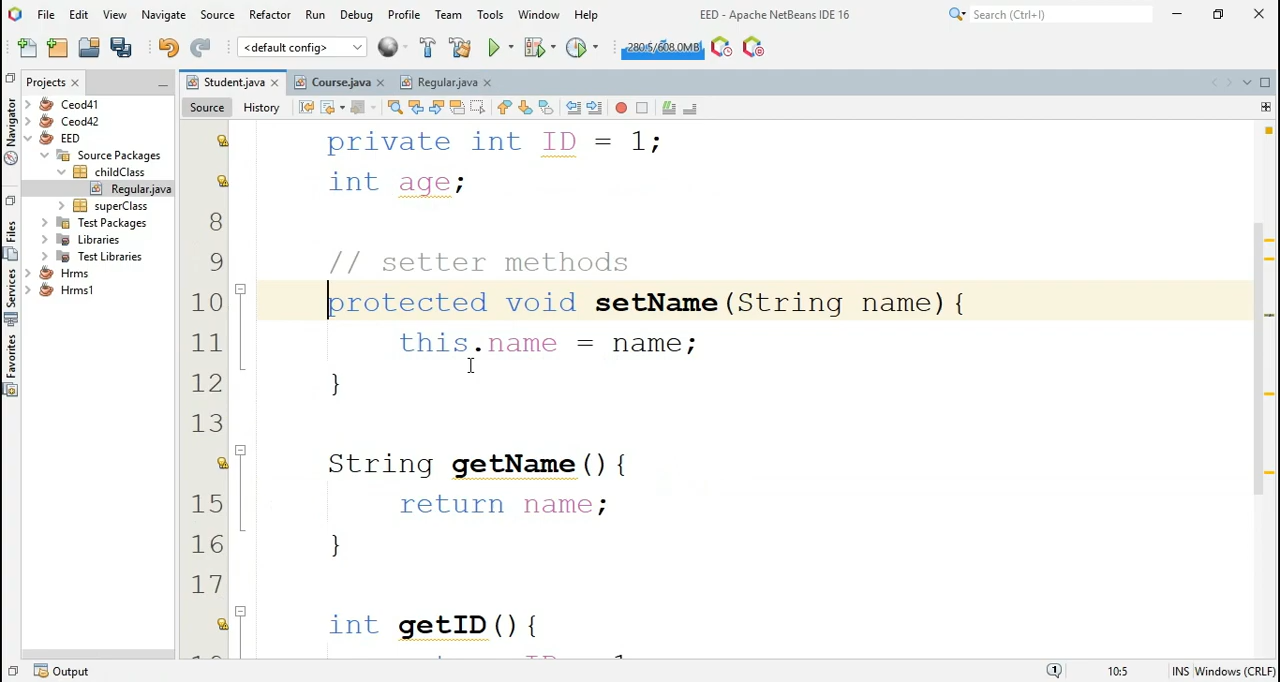 File Edit View Navigate Source Refactor Run Debug Profile Team Tools Window Help EED - Apache NetBeans IDE 16 Search (Ctrl+I)
<default config> 280.5/608.0MB
Projects Student.java Course.java Regular.java
Source History
Navigator
Files
Services
Favorites
Ceod41
Ceod42
EED
Source Packages
childClass
Regular.java
superClass
Test Packages
Libraries
Test Libraries
Hrms
Hrms1
private int ID = 1;
int age;
8
9 // setter methods
10 protected void setName(String name){
11 this.name = name;
12 }
13
String getName(){
15 return name;
16 }
17
int getID(){
Output 1 10:5 INS Windows (CRLF)